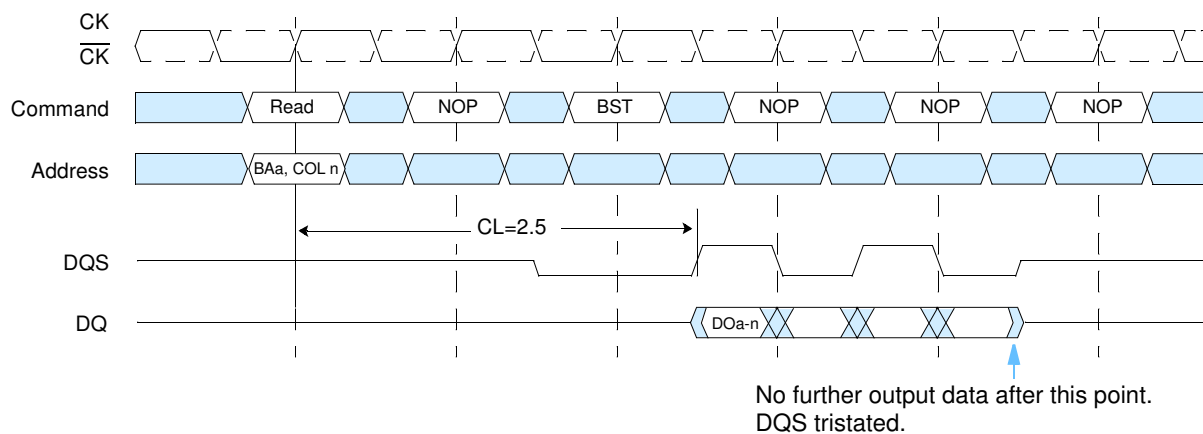 CK
CK
Command Read NOP BST NOP NOP NOP
Address BAa, COL n
CL=2.5
DQS
DQ DOa-n
No further output data after this point.
DQS tristated.